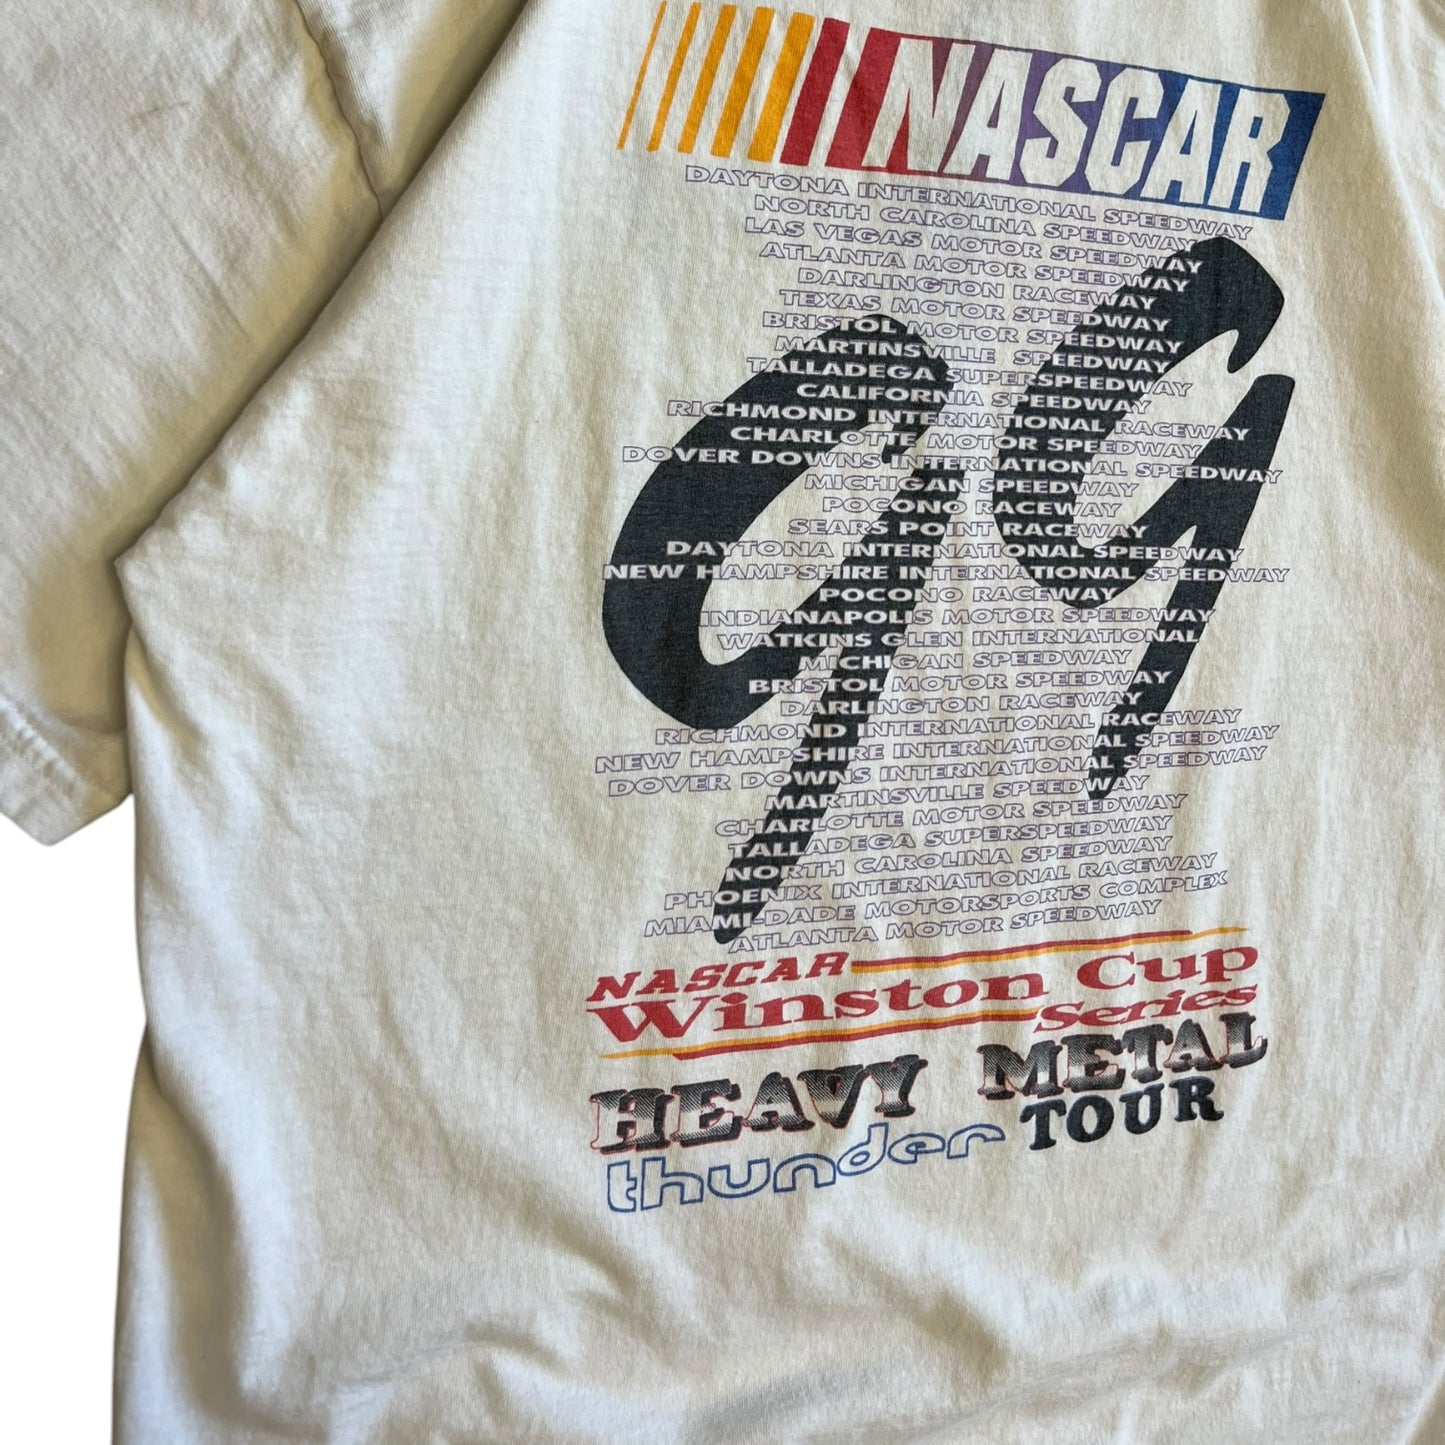 NASCAR
DAYTONA INTERNATIONAL SPEEDWAY
NORTH CAROLINA SPEEDWAY
LAS VEGAS MOTOR SPEEDWAY
ATLANTA MOTOR SPEEDWAY
DARLINGTON RACEWAY
TEXAS MOTOR SPEEDWAY
BRISTOL MOTOR SPEEDWAY
MARTINSVILLE SPEEDWAY
TALLADEGA SUPERSPEEDWAY
CALIFORNIA SPEEDWAY
RICHMOND INTERNATIONAL RACEWAY
CHARLOTTE MOTOR SPEEDWAY
DOVER DOWNS INTERNATIONAL SPEEDWAY
MICHIGAN SPEEDWAY
POCONO RACEWAY
SEARS POINT RACEWAY
DAYTONA INTERNATIONAL SPEEDWAY
NEW HAMPSHIRE INTERNATIONAL SPEEDWAY
POCONO RACEWAY
INDIANAPOLIS MOTOR SPEEDWAY
WATKINS GLEN INTERNATIONAL
MICHIGAN SPEEDWAY
BRISTOL MOTOR SPEEDWAY
DARLINGTON RACEWAY
RICHMOND INTERNATIONAL RACEWAY
NEW HAMPSHIRE INTERNATIONAL SPEEDWAY
DOVER DOWNS INTERNATIONAL SPEEDWAY
MARTINSVILLE SPEEDWAY
CHARLOTTE MOTOR SPEEDWAY
TALLADEGA SUPERSPEEDWAY
NORTH CAROLINA SPEEDWAY
PHOENIX INTERNATIONAL RACEWAY
MIAMI-DADE MOTORSPORTS COMPLEX
ATLANTA MOTOR SPEEDWAY
99
NASCAR
Winston Cup
Series
HEAVY METAL
thunder TOUR